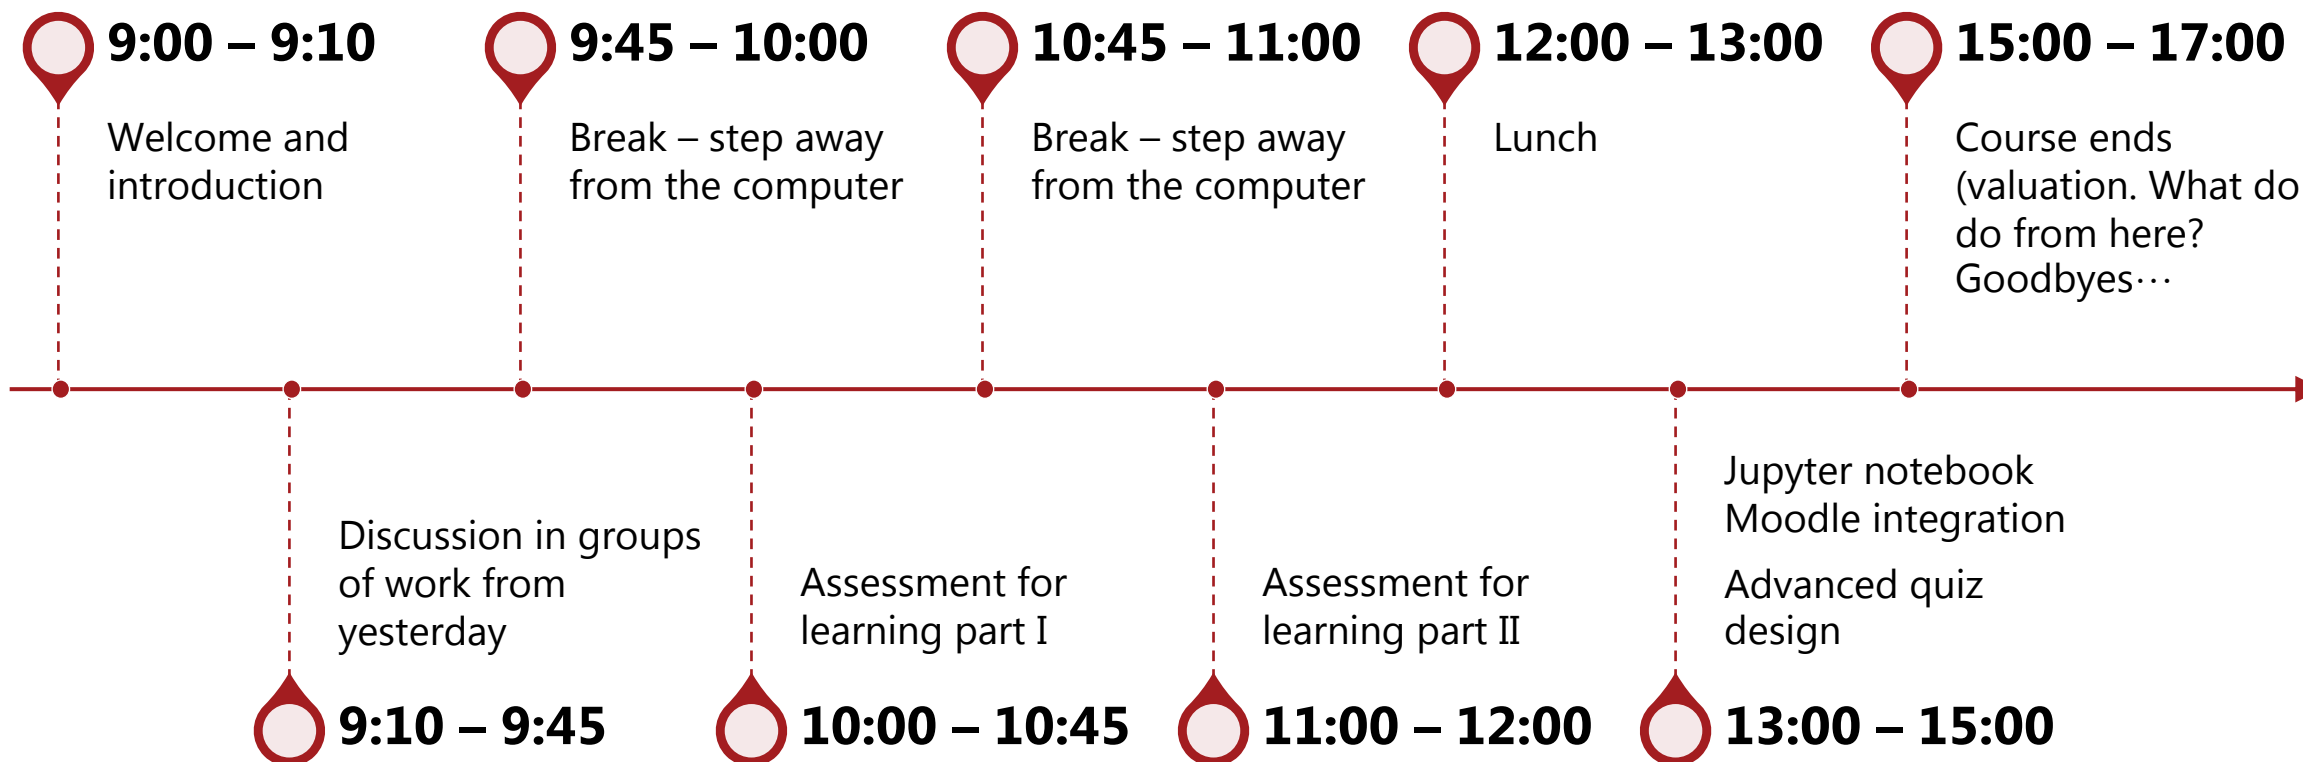 9:00 – 9:10
Welcome and
introduction
9:10 – 9:45
Discussion in groups
of work from
yesterday
9:45 – 10:00
Break – step away
from the computer
10:00 – 10:45
Assessment for
learning part I
10:45 – 11:00
Break – step away
from the computer
11:00 – 12:00
Assessment for
learning part II
12:00 – 13:00
Lunch
13:00 – 15:00
Jupyter notebook
Moodle integration
Advanced quiz
design
15:00 – 17:00
Course ends
(valuation. What do
do from here?
Goodbyes…